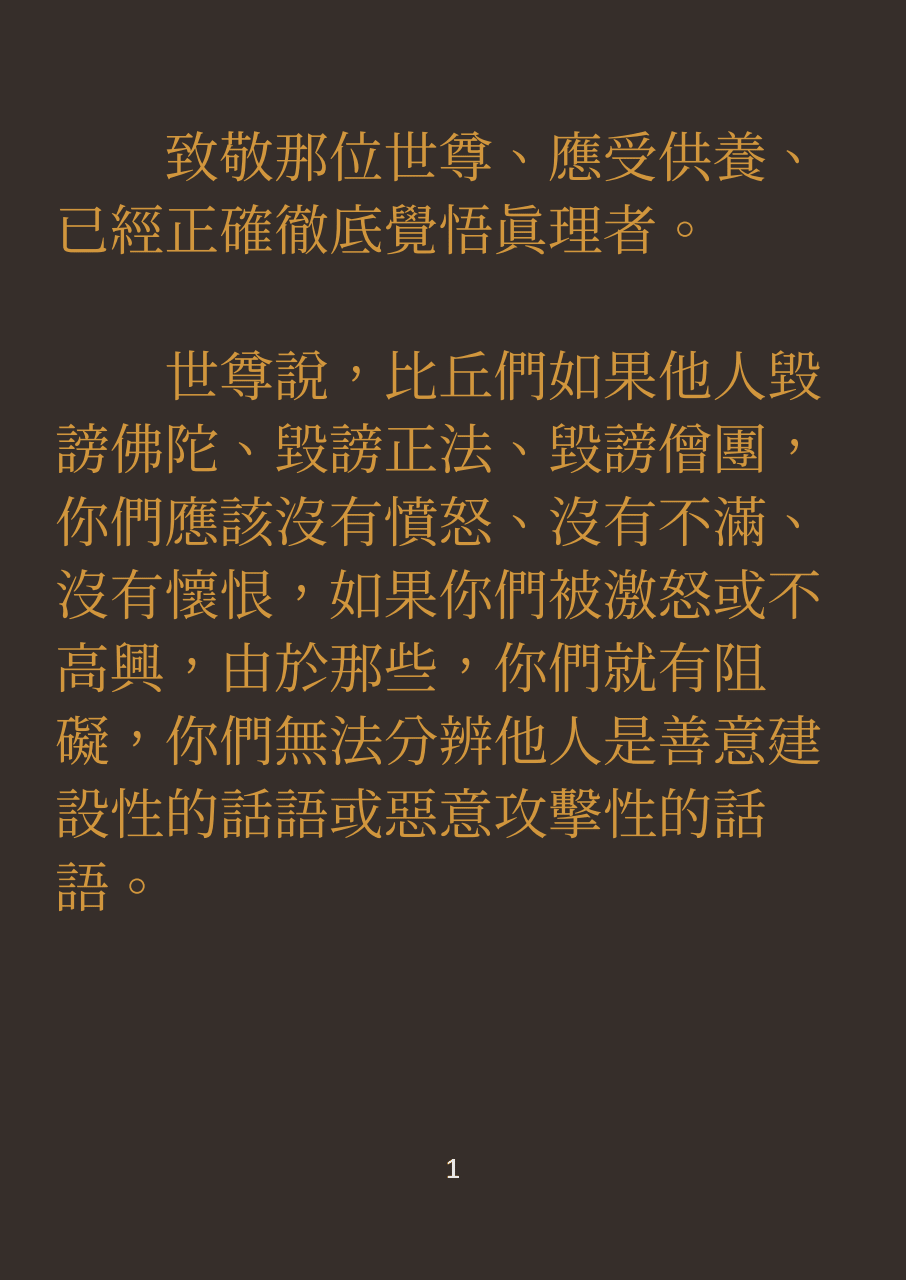 致敬那位世尊、應受供養、
已經正確徹底覺悟眞理者。
世尊說，比丘們如果他人毀
謗佛陀、毀謗正法、毀謗僧團，
你們應該沒有憤怒、沒有不滿、
沒有懷恨，如果你們被激怒或不
高興，由於那些，你們就有阻
礙，你們無法分辨他人是善意建
設性的話語或惡意攻擊性的話
語。
1